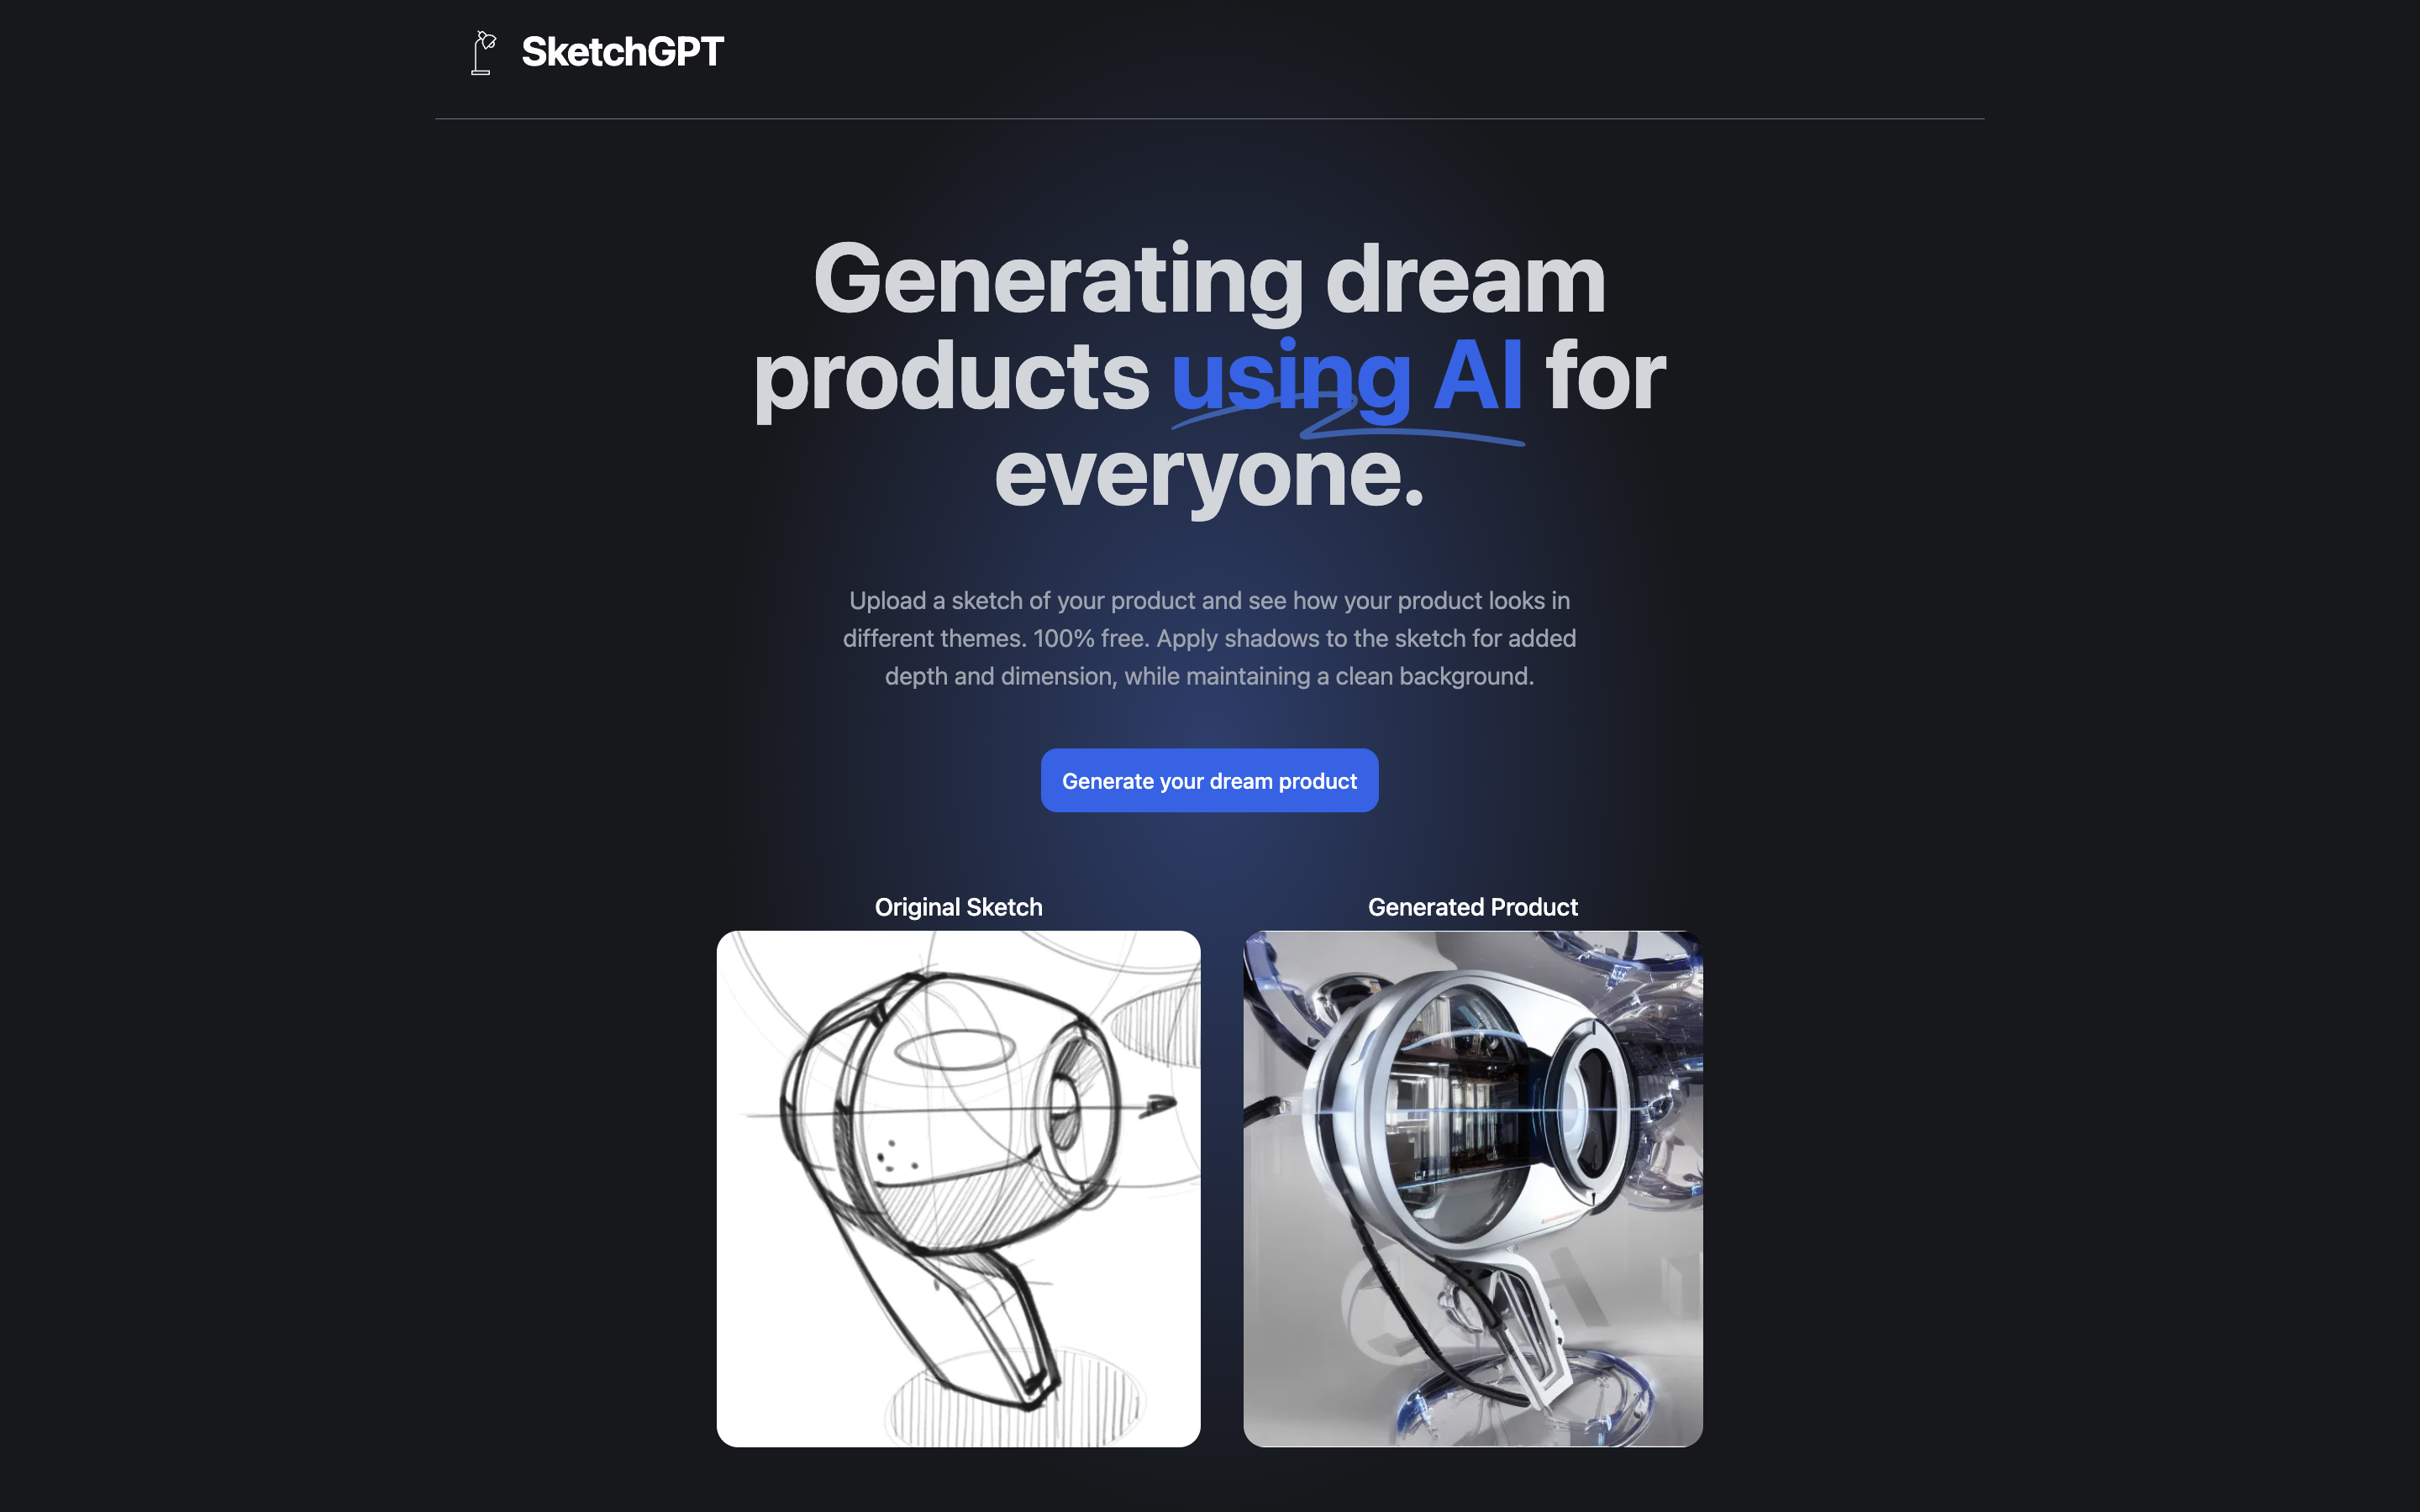 SketchGPT
Generating dream
products using AI for
everyone.
Upload a sketch of your product and see how your product looks in
different themes. 100% free. Apply shadows to the sketch for added
depth and dimension, while maintaining a clean background.
Generate your dream product
Original Sketch
Generated Product